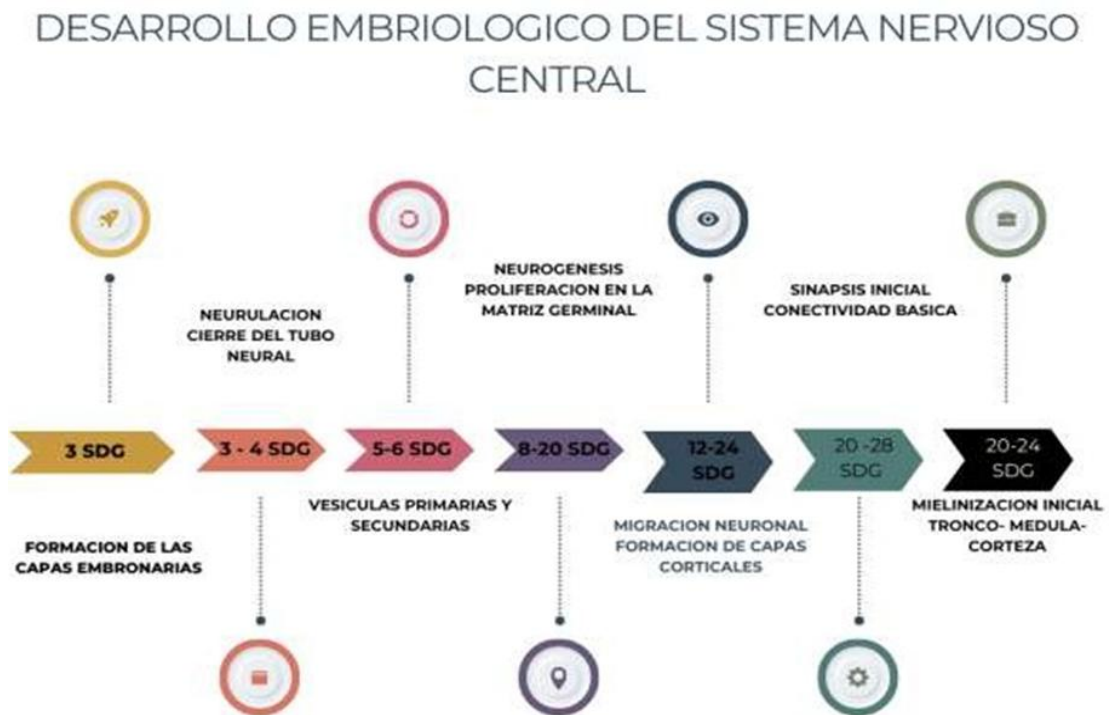 DESARROLLO EMBRIOLOGICO DEL SISTEMA NERVIOSO
CENTRAL
3 SDG
FORMACION DE LAS
CAPAS EMBRONARIAS
NEURULACION
CIERRE DEL TUBO
NEURAL
3 - 4 SDG
5-6 SDG
VESICULAS PRIMARIAS Y
SECUNDARIAS
NEUROGENESIS
PROLIFERACION EN LA
MATRIZ GERMINAL
8-20 SDG
12-24
SDG
MIGRACION NEURONAL
FORMACION DE CAPAS
CORTICALES
SINAPSIS INICIAL
CONECTIVIDAD BASICA
20 -28
SDG
20-24
SDG
MIELINIZACION INICIAL
TRONCO- MEDULA-
CORTEZA